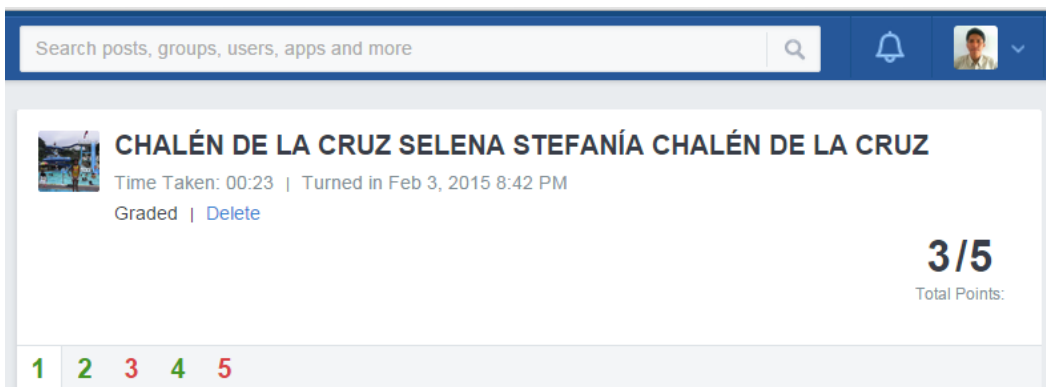 Search posts, groups, users, apps and more
CHALÉN DE LA CRUZ SELENA STEFANÍA CHALÉN DE LA CRUZ
Time Taken: 00:23 | Turned in Feb 3, 2015 8:42 PM
Graded | Delete
3/5
Total Points:
1 2 3 4 5